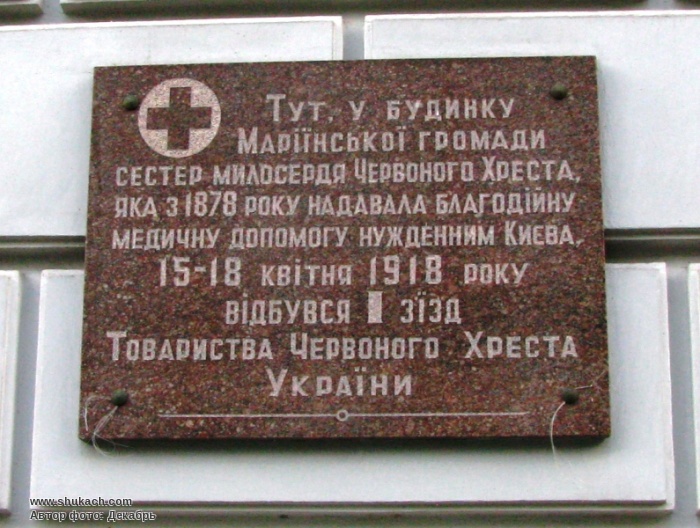 Тут, у будинку
Маріїнської громади
сестер милосердя Червоного Хреста,
яка з 1878 року надавала благодійну
медичну допомогу нужденним Києва,
15-18 квітня 1918 року
відбувся I зїзд
Товариства Червоного Хреста
України
www.shukach.com
Автор фото: Декабрь